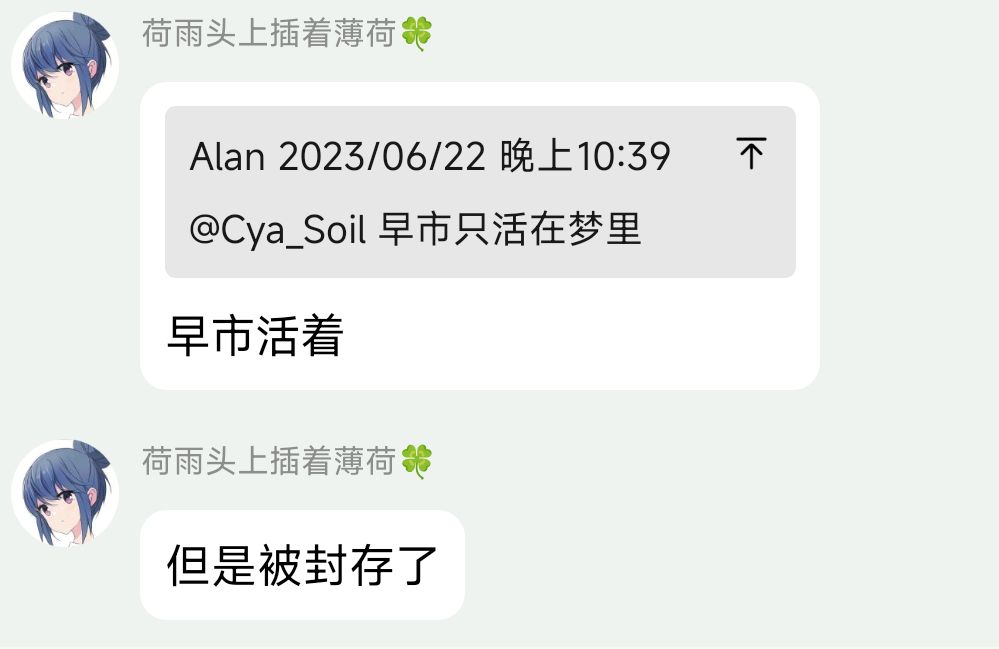 荷雨头上插着薄荷🍀
Alan 2023/06/22 晚上10:39
@Cya_Soil 早市只活在梦里
早市活着
荷雨头上插着薄荷🍀
但是被封存了